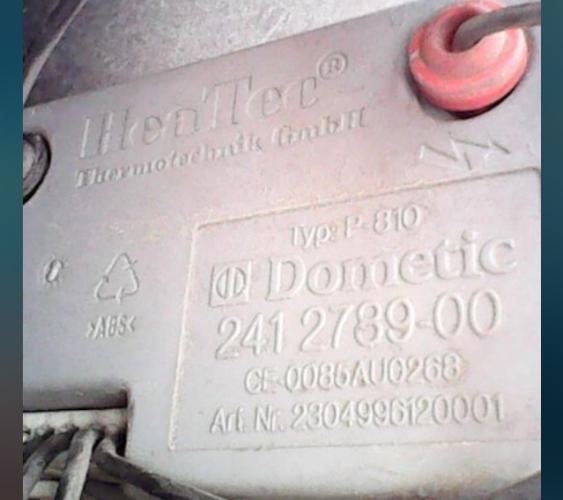 HeaTec®
Thermotechnik GmbH
Typ: P-810
Dometic
241 2789-00
CE-0085AU0268
Art. Nr. 2304996120001
>ABS<